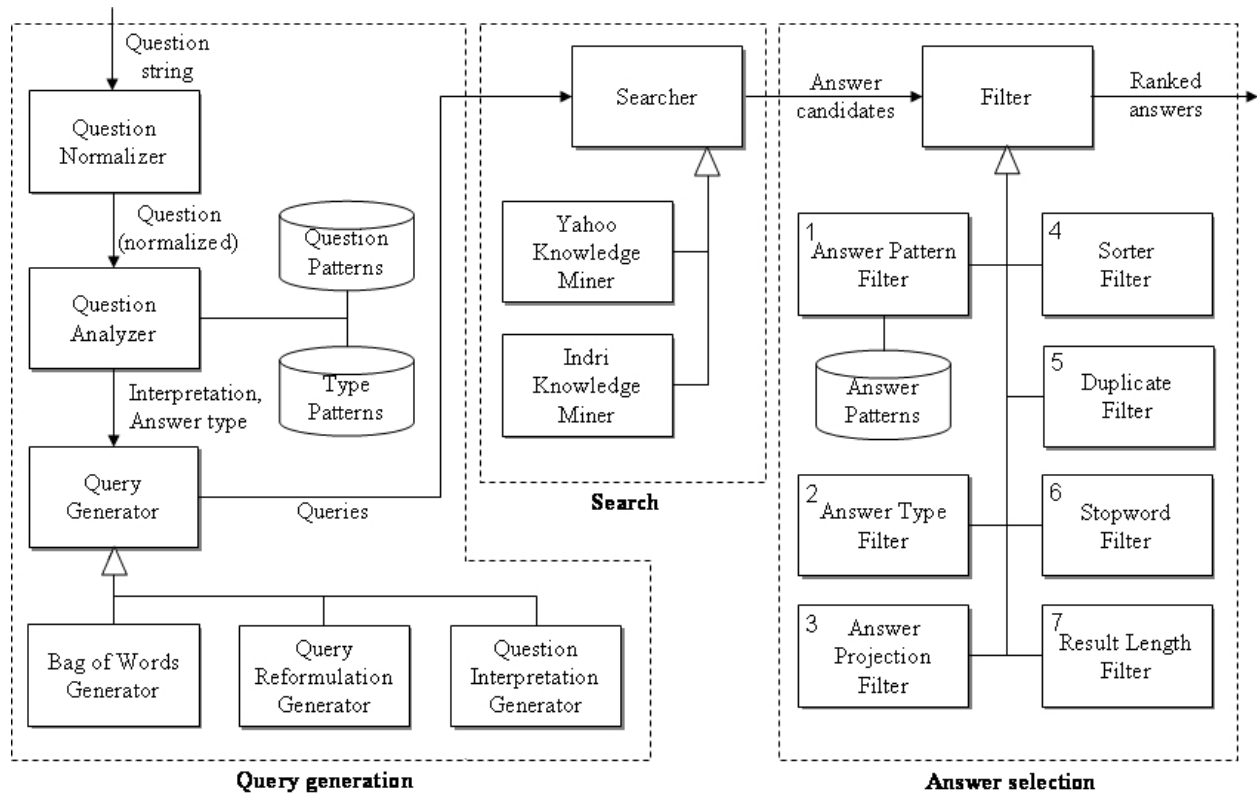 Question
string
Question
Normalizer
Question
(normalized)
Question
Analyzer
Question
Patterns
Type
Patterns
Interpretation,
Answer type
Query
Generator
Queries
Bag of Words
Generator
Query
Reformulation
Generator
Question
Interpretation
Generator
Query generation
Searcher
Yahoo
Knowledge
Miner
Indri
Knowledge
Miner
Search
Answer
candidates
Filter
Ranked
answers
1
Answer Pattern
Filter
Answer
Patterns
2
Answer Type
Filter
3
Answer
Projection
Filter
4
Sorter
Filter
5
Duplicate
Filter
6
Stopword
Filter
7
Result Length
Filter
Answer selection